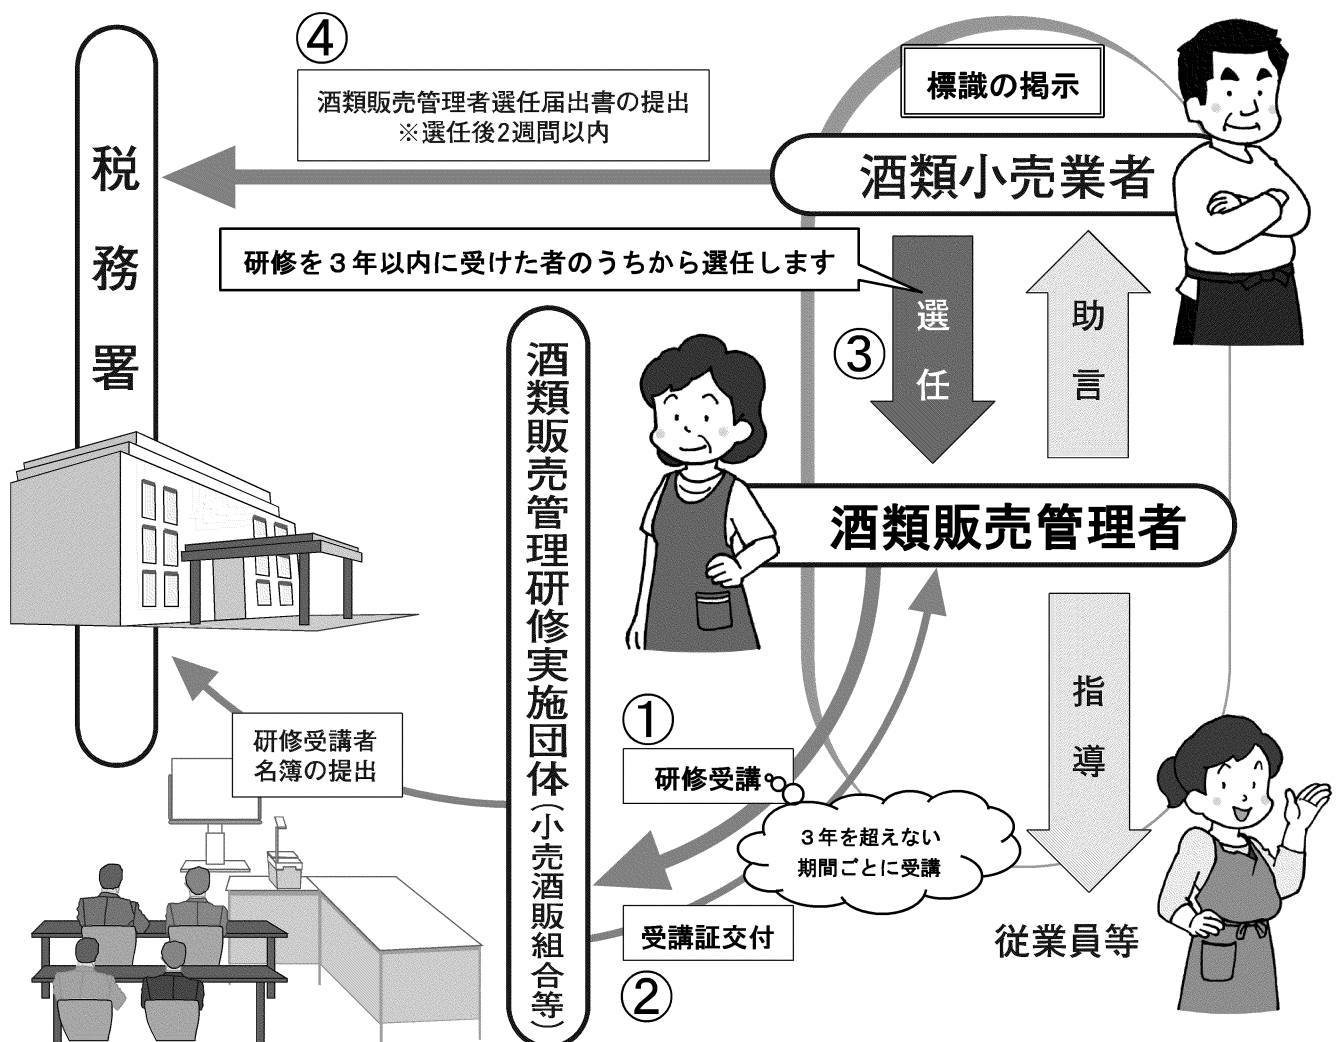 ④
酒類販売管理者選任届出書の提出
※選任後2週間以内
標識の掲示
税務署
酒類小売業者
研修を３年以内に受けた者のうちから選任します
③
選任
助言
酒類販売管理研修実施団体（小売酒販組合等）
酒類販売管理者
①
研修受講
３年を超えない
期間ごとに受講
指導
研修受講者
名簿の提出
受講証交付
②
従業員等